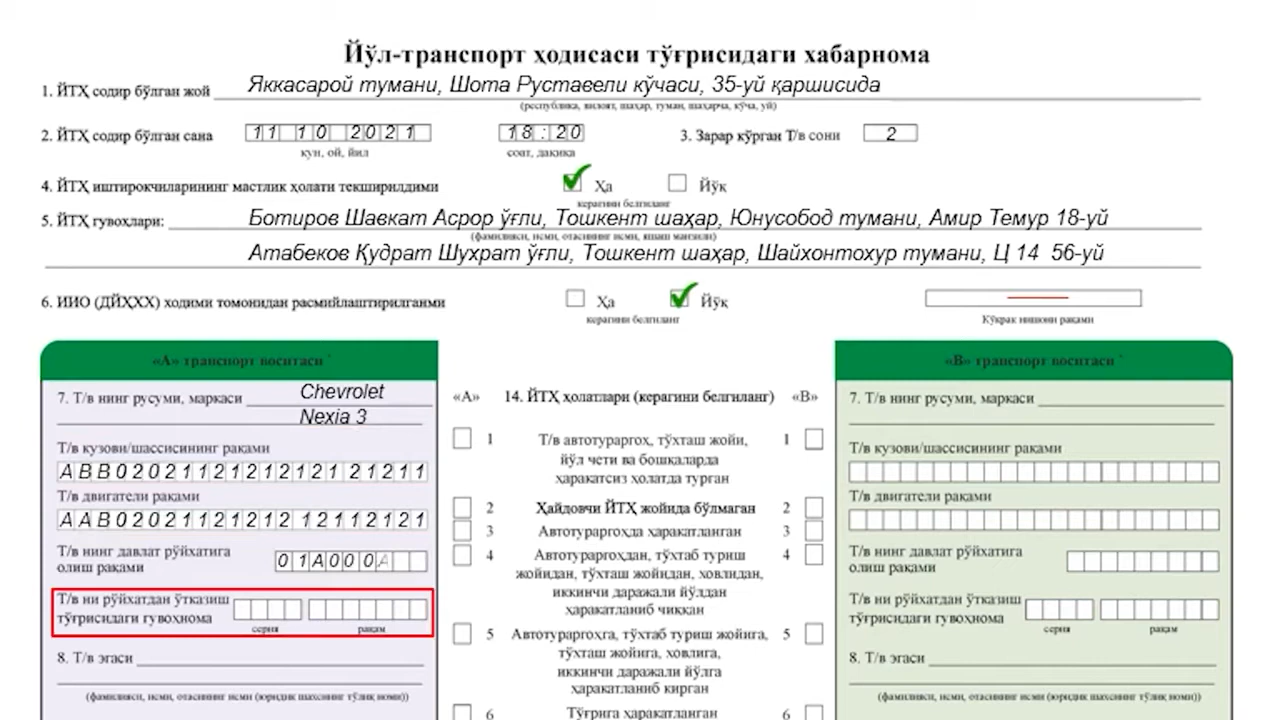 Йўл-транспорт ҳодисаси тўғрисидаги хабарнома
1. ЙТҲ содир бўлган жой Яккасарой тумани, Шота Руставели кўчаси, 35-уй қаршисида
(республика, вилоят, шаҳар, туман, шаҳарча, кўча, уй)
2. ЙТҲ содир бўлган сана 11 10 2021 18:20 3. Зарар кўрган Т/в сони 2
кун, ой, йил соат, дақиқа
4. ЙТҲ иштирокчиларининг мастлик ҳолати текширилдими Ҳа Йўқ
керагини белгиланг
5. ЙТҲ гувоҳлари: Ботиров Шавкат Асрор ўғли, Тошкент шаҳар, Юнусобод тумани, Амир Темур 18-уй
(фамилияси, исми, отасининг исми, яшаш манзили)
Атабеков Қудрат Шухрат ўғли, Тошкент шаҳар, Шайхонтохур тумани, Ц 14 56-уй
6. ИИО (ДЙҲХХ) ходими томонидан расмийлаштирилганми Ҳа Йўқ
керагини белгиланг Кўкрак нишони рақами
«А» транспорт воситаси
7. Т/в нинг русуми, маркаси Chevrolet
Nexia 3
Т/в кузови/шассисининг рақами
ABB020211212121212121211
Т/в двигатели рақами
AAB0202112121212112121
Т/в нинг давлат рўйхатига
олиш рақами 01A000A
Т/в ни рўйхатдан ўтказиш
тўғрисидаги гувоҳнома
серия рақам
8. Т/в эгаси
(фамилияси, исми, отасининг исми (юридик шахснинг тўлиқ номи))
«А» 14. ЙТҲ ҳолатлари (керагини белгиланг) «В»
1 Т/в автотураргоҳ, тўхташ жойи, 1
йўл чети ва бошқаларда
ҳаракатсиз ҳолатда турган
2 Ҳайдовчи ЙТҲ жойида бўлмаган 2
3 Автотураргоҳда ҳаракатланган 3
4 Автотураргоҳдан, тўхтаб туриш 4
жойидан, тўхташ жойидан, ховлидан,
иккинчи даражали йўлдан
ҳаракатланиб чиққан
5 Автотураргоҳга, тўхтаб туриш жойига, 5
тўхташ жойига, ховлига,
иккинчи даражали йўлга
ҳаракатланиб кирган
6 Тўғрига ҳаракатланган 6
«В» транспорт воситаси
7. Т/в нинг русуми, маркаси
Т/в кузови/шассисининг рақами
Т/в двигатели рақами
Т/в нинг давлат рўйхатига
олиш рақами
Т/в ни рўйхатдан ўтказиш
тўғрисидаги гувоҳнома
серия рақам
8. Т/в эгаси
(фамилияси, исми, отасининг исми (юридик шахснинг тўлиқ номи))